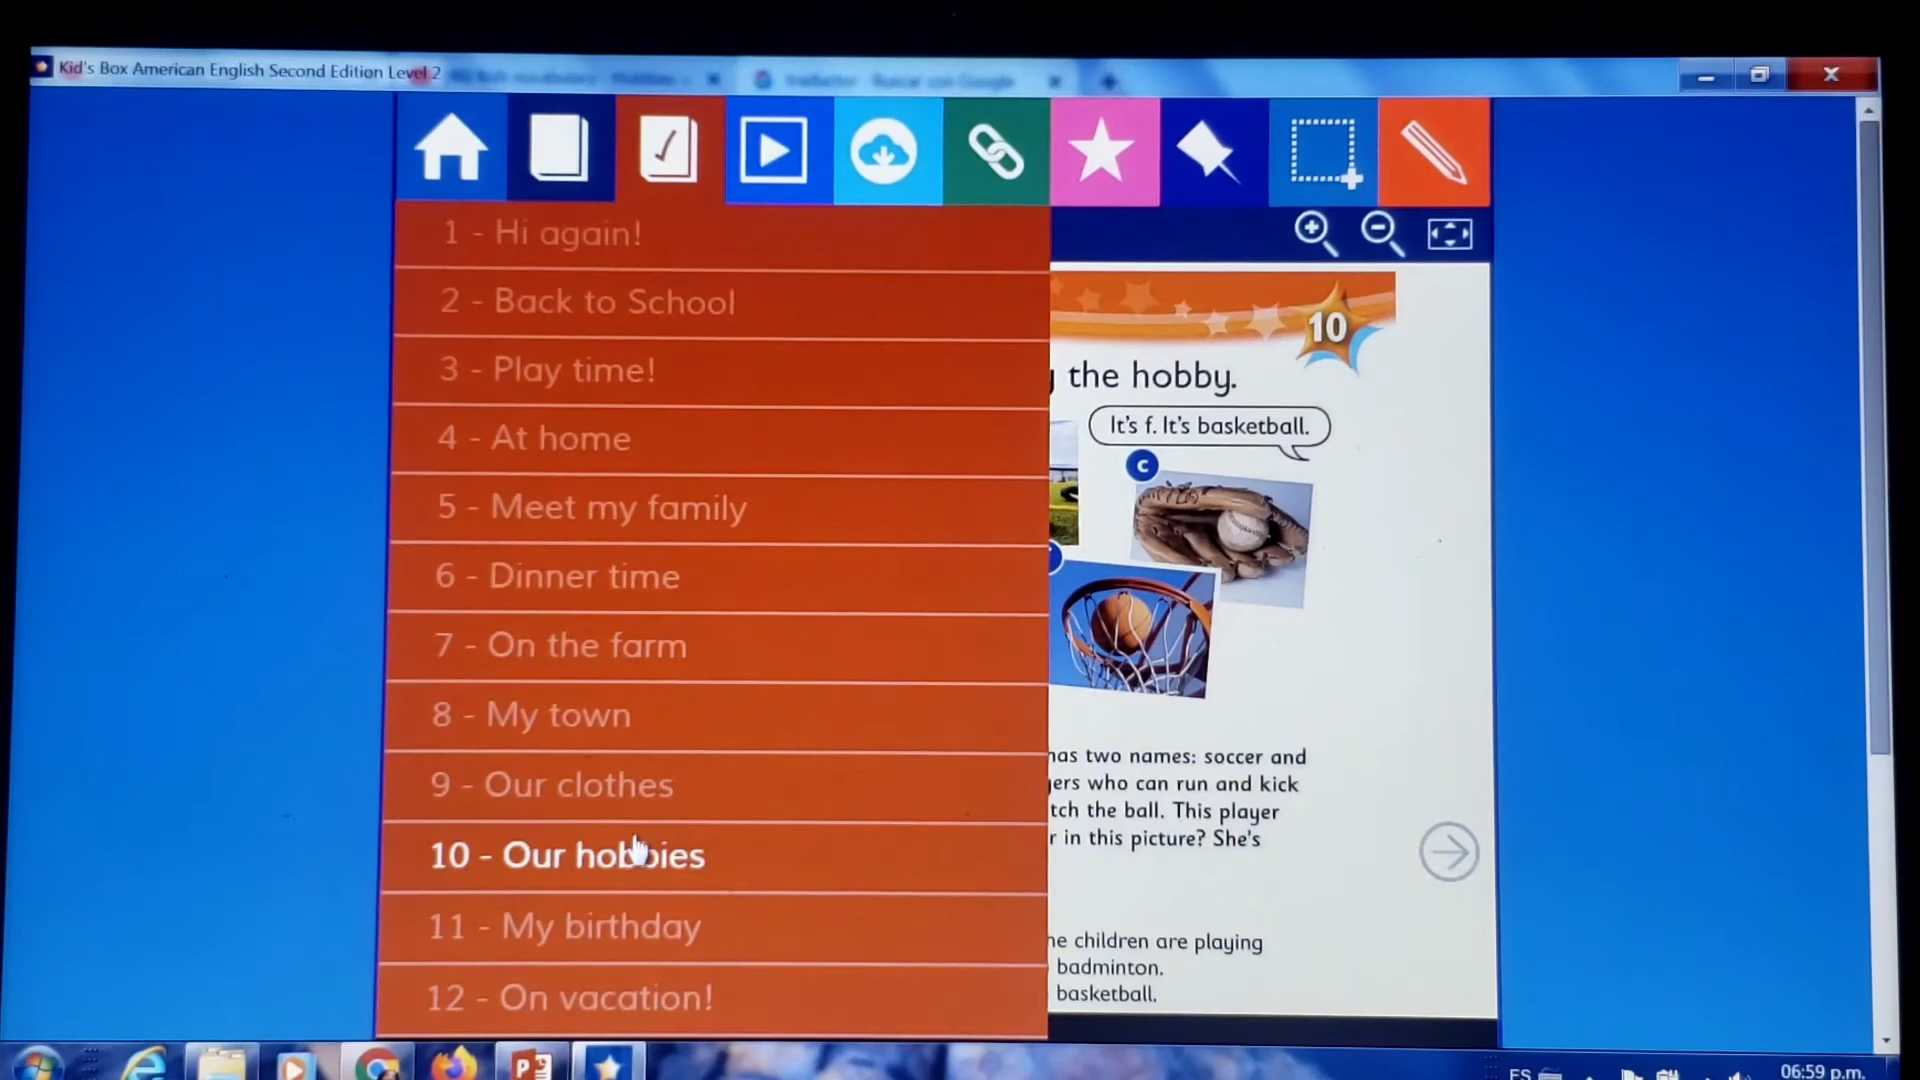 Kid's Box American English Second Edition Level 2
1 - Hi again!
2 - Back to School
3 - Play time!
4 - At home
5 - Meet my family
6 - Dinner time
7 - On the farm
8 - My town
9 - Our clothes
10 - Our hobbies
11 - My birthday
12 - On vacation!
10
the hobby.
It's f. It's basketball.
c
has two names: soccer and
who can run and kick
the ball. This player
in this picture? She's
children are playing
badminton.
basketball.
ES
06:59 p.m.